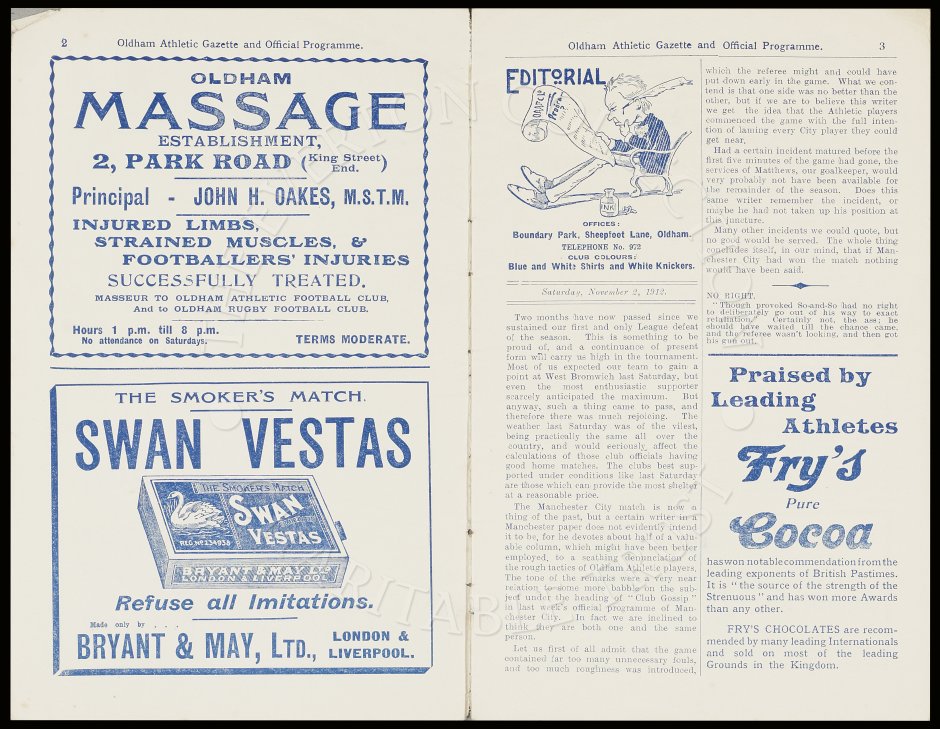 2 Oldham Athletic Gazette and Official Programme.
OLDHAM
MASSAGE
ESTABLISHMENT,
2, PARK ROAD (King Street End.)
Principal - JOHN H. OAKES, M.S.T.M.
INJURED LIMBS,
STRAINED MUSCLES, &
FOOTBALLERS' INJURIES
SUCCESSFULLY TREATED.
MASSEUR TO OLDHAM ATHLETIC FOOTBALL CLUB,
And to OLDHAM RUGBY FOOTBALL CLUB.
Hours 1 p.m. till 8 p.m.
No attendance on Saturdays.
TERMS MODERATE.
THE SMOKER'S MATCH.
SWAN VESTAS
THE SMOKER'S MATCH
SWAN
VESTAS
REG. No 234938
BRYANT & MAY LTD
LONDON & LIVERPOOL
Refuse all Imitations.
Made only by . . .
BRYANT & MAY, LTD., LONDON & LIVERPOOL.
Oldham Athletic Gazette and Official Programme. 3
EDITORIAL
INK
OFFICES:
Boundary Park, Sheepfoot Lane, Oldham.
TELEPHONE No. 972
CLUB COLOURS:
Blue and White Shirts and White Knickers.
Saturday, November 2, 1912.
Two months have now passed since we
sustained our first and only League defeat
of the season. This is something to be
proud of, and a continuance of present
form will carry us high in the tournament.
Most of us expected our team to gain a
point at West Bromwich last Saturday, but
even the most enthusiastic supporter
scarcely anticipated the maximum. But
anyway, such a thing came to pass, and
therefore there was much rejoicing. The
weather last Saturday was of the vilest,
being practically the same all over the
country, and would seriously affect the
calculations of those club officials having
good home matches. The clubs best sup-
ported under conditions like last Saturday
are those which can provide the most shelter
at a reasonable price.
The Manchester City match is now a
thing of the past, but a certain writer in a
Manchester paper does not evidently intend
it to be, for he devotes about half of a valu-
able column, which might have been better
employed, to a scathing denunciation of
the rough tactics of Oldham Athletic players.
The tone of the remarks were a very near
relation to some more babble on the sub-
ject under the heading of "Club Gossip"
in last week's official programme of Man-
chester City. In fact we are inclined to
think they are both one and the same
person.
Let us first of all admit that the game
contained far too many unnecessary fouls,
and too much roughness was introduced,
which the referee might and could have
put down early in the game. What we con-
tend is that one side was no better than the
other, but if we are to believe this writer
we get the idea that the Athletic players
commenced the game with the full inten-
tion of laming every City player they could
get near.
Had a certain incident matured before the
first five minutes of the game had gone, the
services of Matthews, our goalkeeper, would
very probably not have been available for
the remainder of the season. Does this
same writer remember the incident, or
maybe he had not taken up his position at
this juncture.
Many other incidents we could quote, but
no good would be served. The whole thing
concludes itself, in our mind, that if Man-
chester City had won the match nothing
would have been said.
NO RIGHT.
"Though provoked So-and-So had no right
to deliberately go out of his way to exact
retaliation." Certainly not, the ass; he
should have waited till the chance came,
and the referee wasn't looking, and then got
his gun out.
Praised by
Leading
Athletes
Fry's
Pure
Cocoa
has won notable commendation from the
leading exponents of British Pastimes.
It is "the source of the strength of the
Strenuous" and has won more Awards
than any other.
FRY'S CHOCOLATES are recom-
mended by many leading Internationals
and sold on most of the leading
Grounds in the Kingdom.